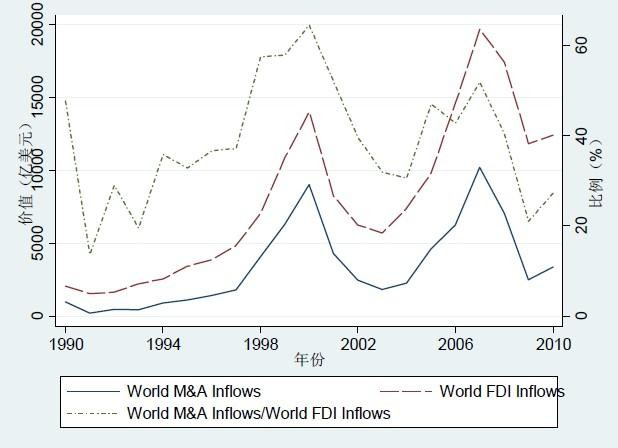 20000
15000
10000
5000
0
价值（亿美元）
60
40
20
0
比例（%）
1990 1994 1998 2002 2006 2010
年份
World M&A Inflows World FDI Inflows
World M&A Inflows/World FDI Inflows